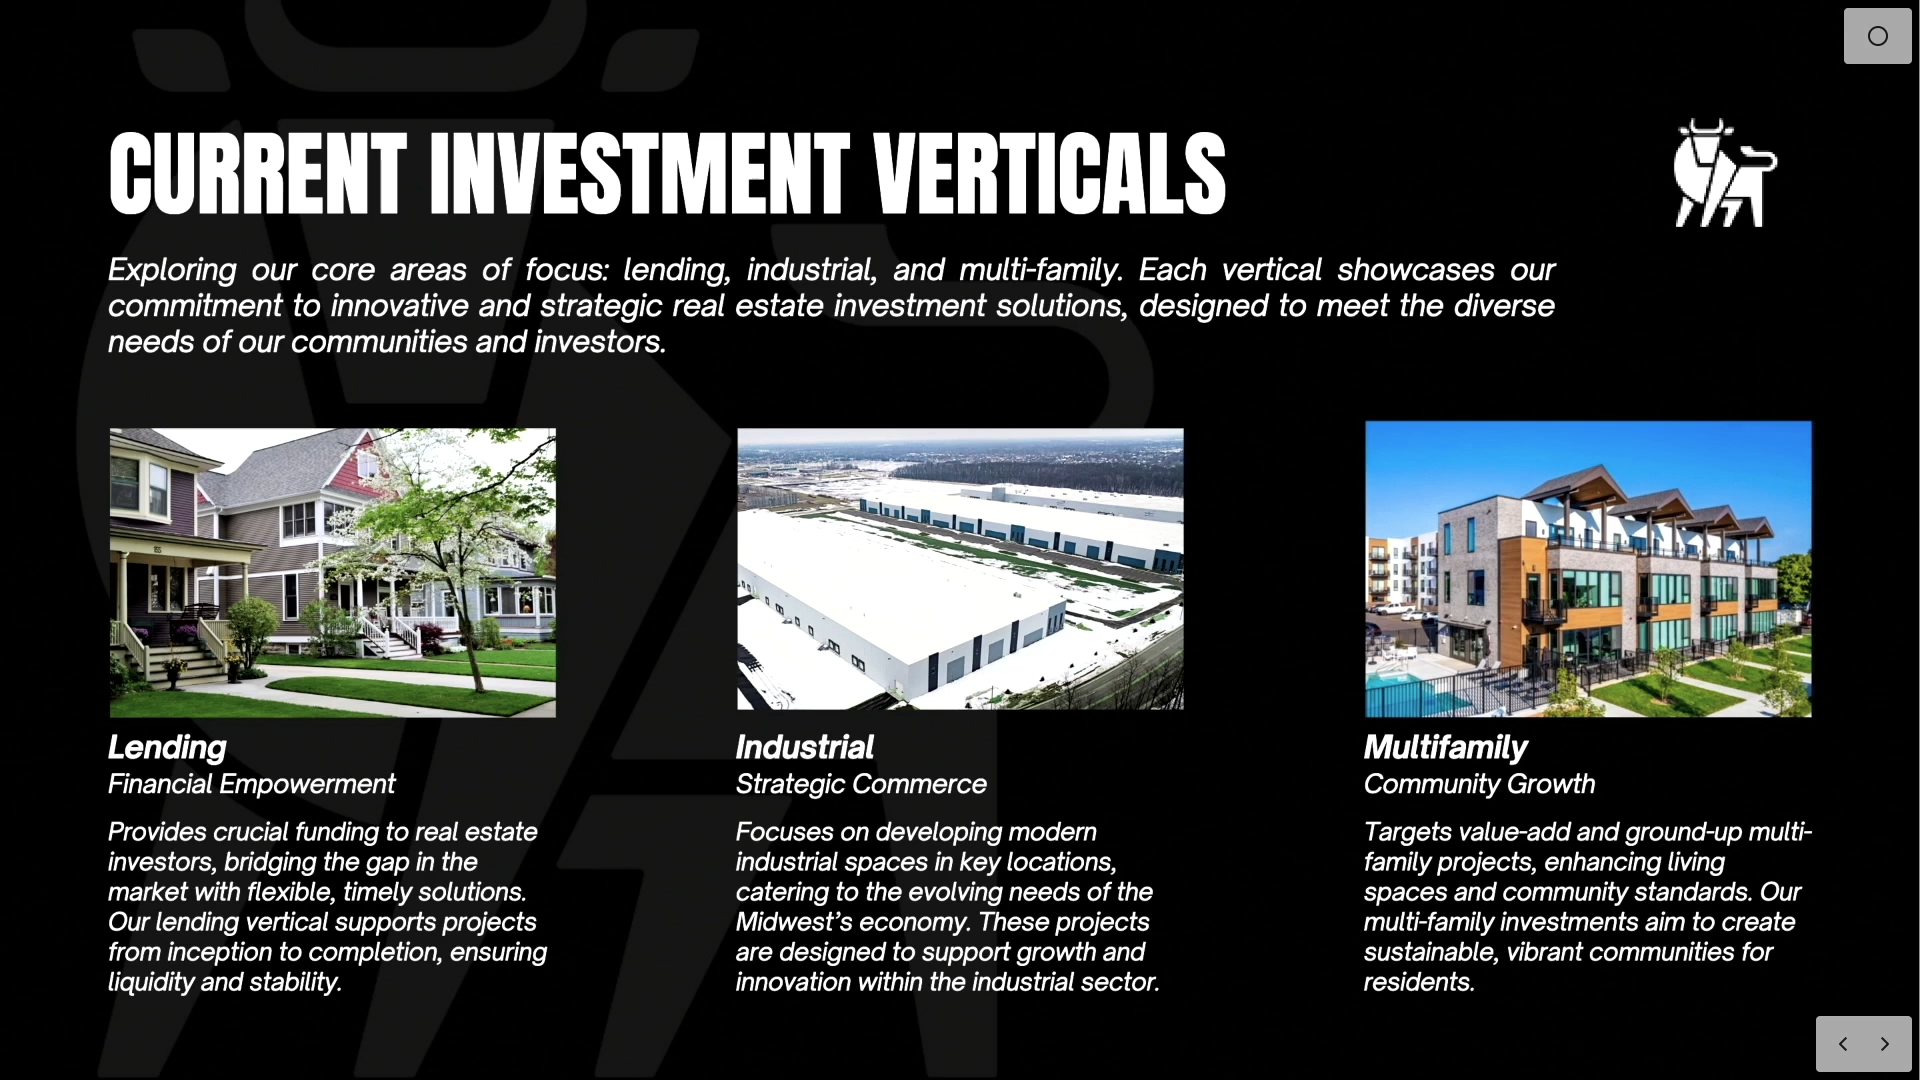 CURRENT INVESTMENT VERTICALS
Exploring our core areas of focus: lending, industrial, and multi-family. Each vertical showcases our
commitment to innovative and strategic real estate investment solutions, designed to meet the diverse
needs of our communities and investors.
Lending
Financial Empowerment
Provides crucial funding to real estate
investors, bridging the gap in the
market with flexible, timely solutions.
Our lending vertical supports projects
from inception to completion, ensuring
liquidity and stability.
Industrial
Strategic Commerce
Focuses on developing modern
industrial spaces in key locations,
catering to the evolving needs of the
Midwest’s economy. These projects
are designed to support growth and
innovation within the industrial sector.
Multifamily
Community Growth
Targets value-add and ground-up multi-
family projects, enhancing living
spaces and community standards. Our
multi-family investments aim to create
sustainable, vibrant communities for
residents.